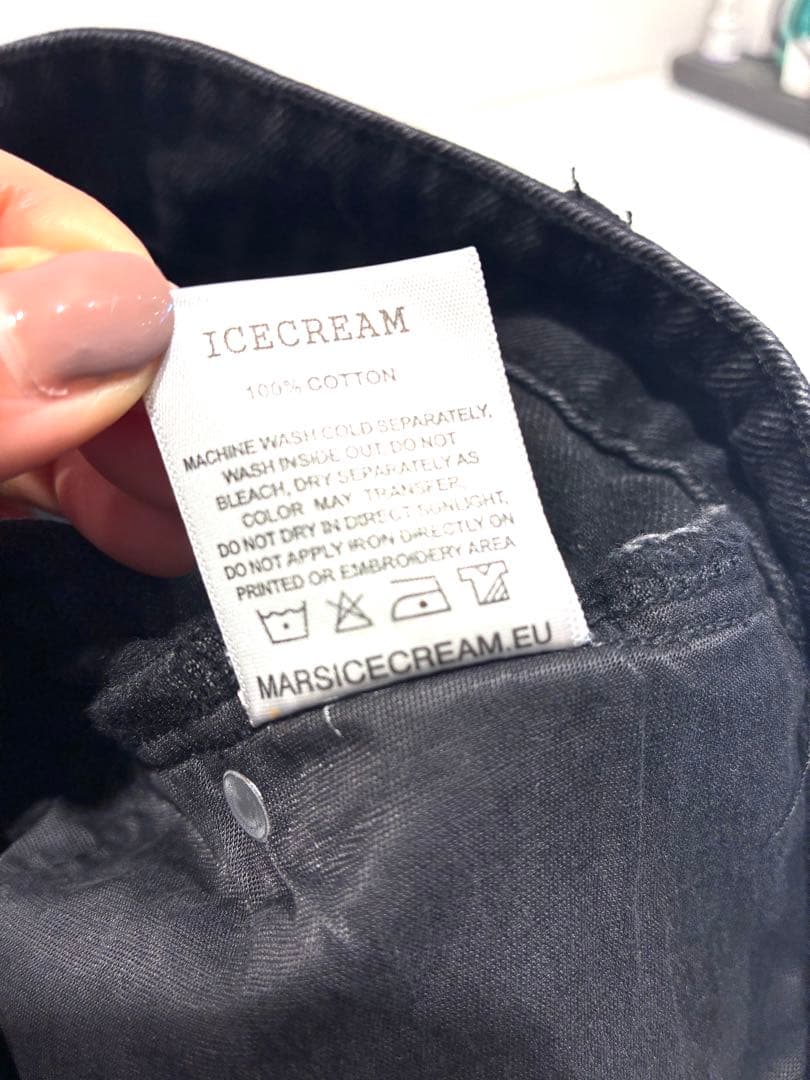 ICECREAM
100% COTTON
MACHINE WASH COLD SEPARATELY,
WASH INSIDE OUT, DO NOT
BLEACH, DRY SEPARATELY AS
COLOR MAY TRANSFER,
DO NOT DRY IN DIRECT SUNLIGHT,
DO NOT APPLY IRON DIRECTLY ON
PRINTED OR EMBROIDERY AREA
MARSICECREAM.EU